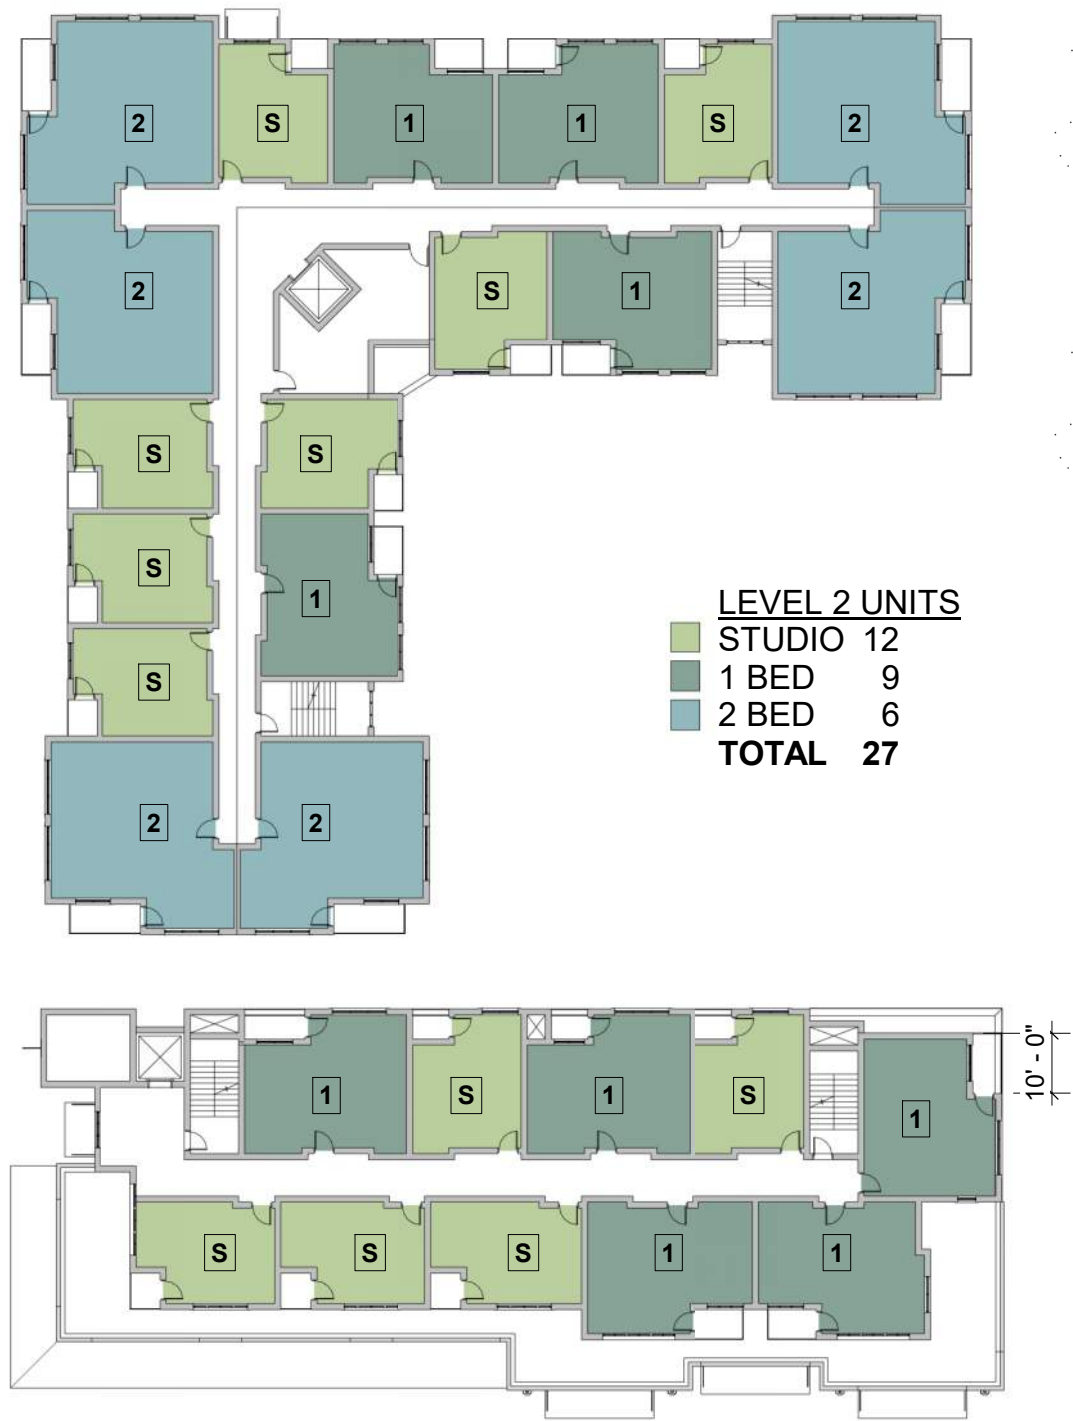 2 S 1 1 S 2
2 S 1 2
S S
S 1
S
2 2
LEVEL 2 UNITS
STUDIO 12
1 BED 9
2 BED 6
TOTAL 27
1 S 1 S 1
S S S 1 1
10' - 0"